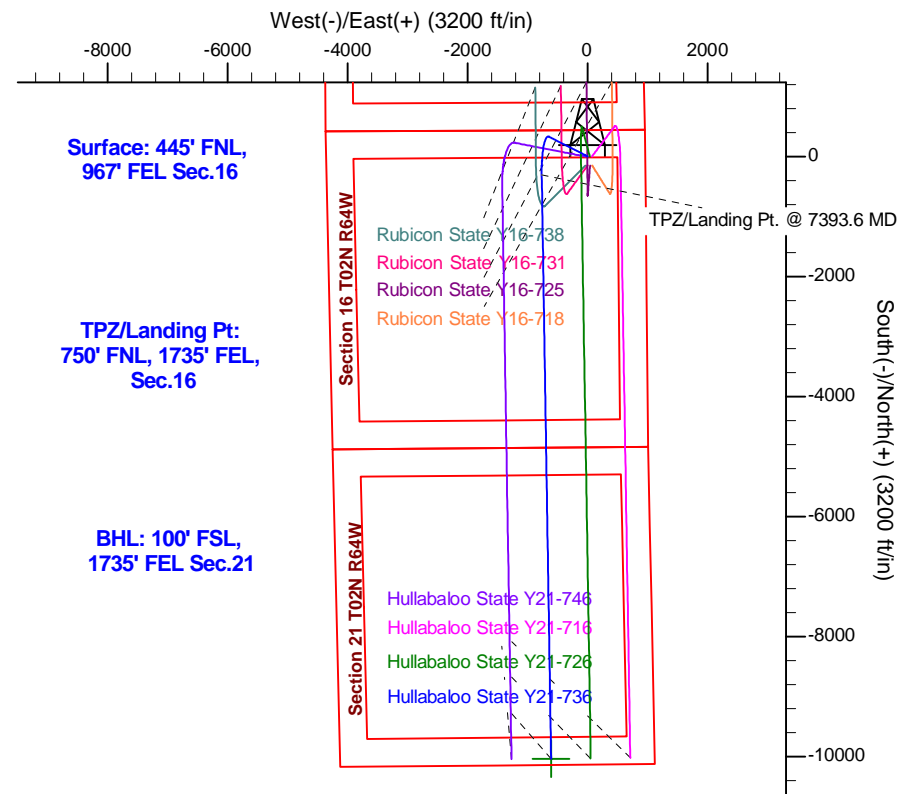 West(-)/East(+) (3200 ft/in)
-8000 -6000 -4000 -2000 0 2000
Surface: 445' FNL,
967' FEL Sec.16
0
TPZ/Landing Pt. @ 7393.6 MD
Rubicon State Y16-738
Rubicon State Y16-731
Rubicon State Y16-725
Rubicon State Y16-718
-2000
Section 16 T02N R64W
TPZ/Landing Pt:
750' FNL, 1735' FEL,
Sec.16
South(-)/North(+) (3200 ft/in)
-4000
-6000
BHL: 100' FSL,
1735' FEL Sec.21
Section 21 T02N R64W
Hullabaloo State Y21-746
Hullabaloo State Y21-716
Hullabaloo State Y21-726
Hullabaloo State Y21-736
-8000
-10000